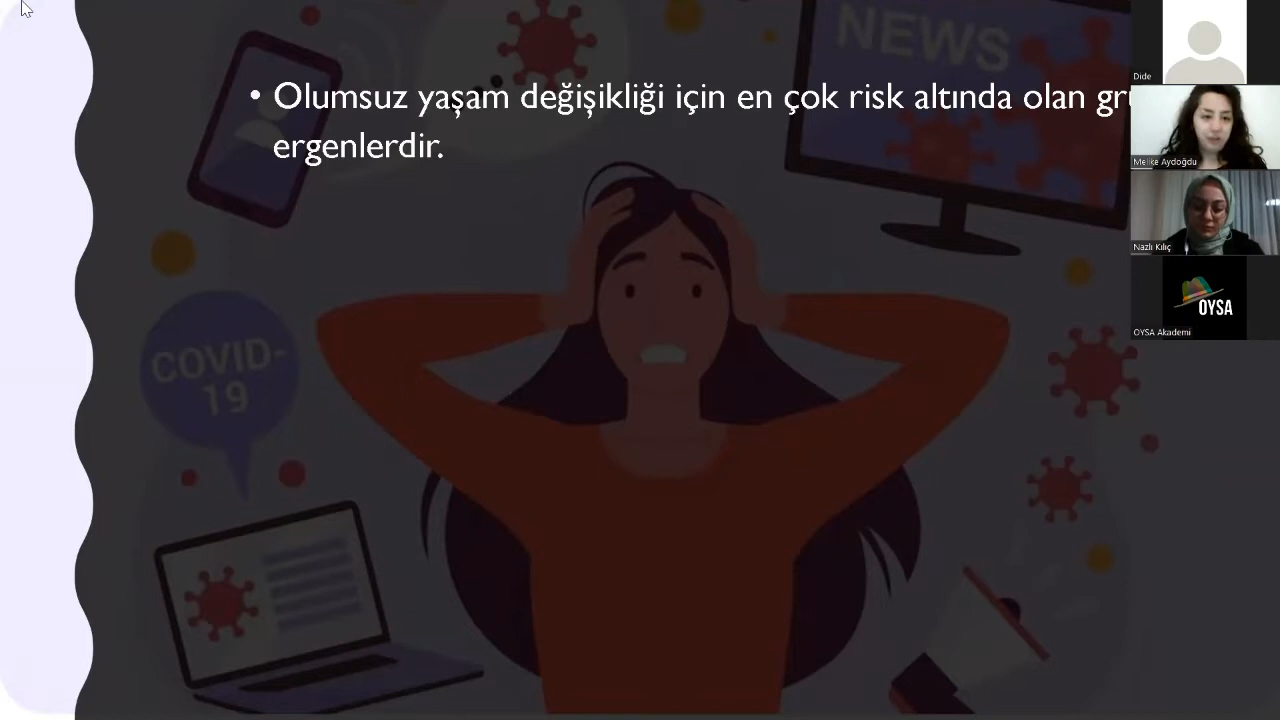 NEWS
• Olumsuz yaşam değişikliği için en çok risk altında olan
ergenlerdir.
COVID-
19
Dide
Melike Aydoğdu
Nazlı Kılıç
OYSA
OYSA Akademi